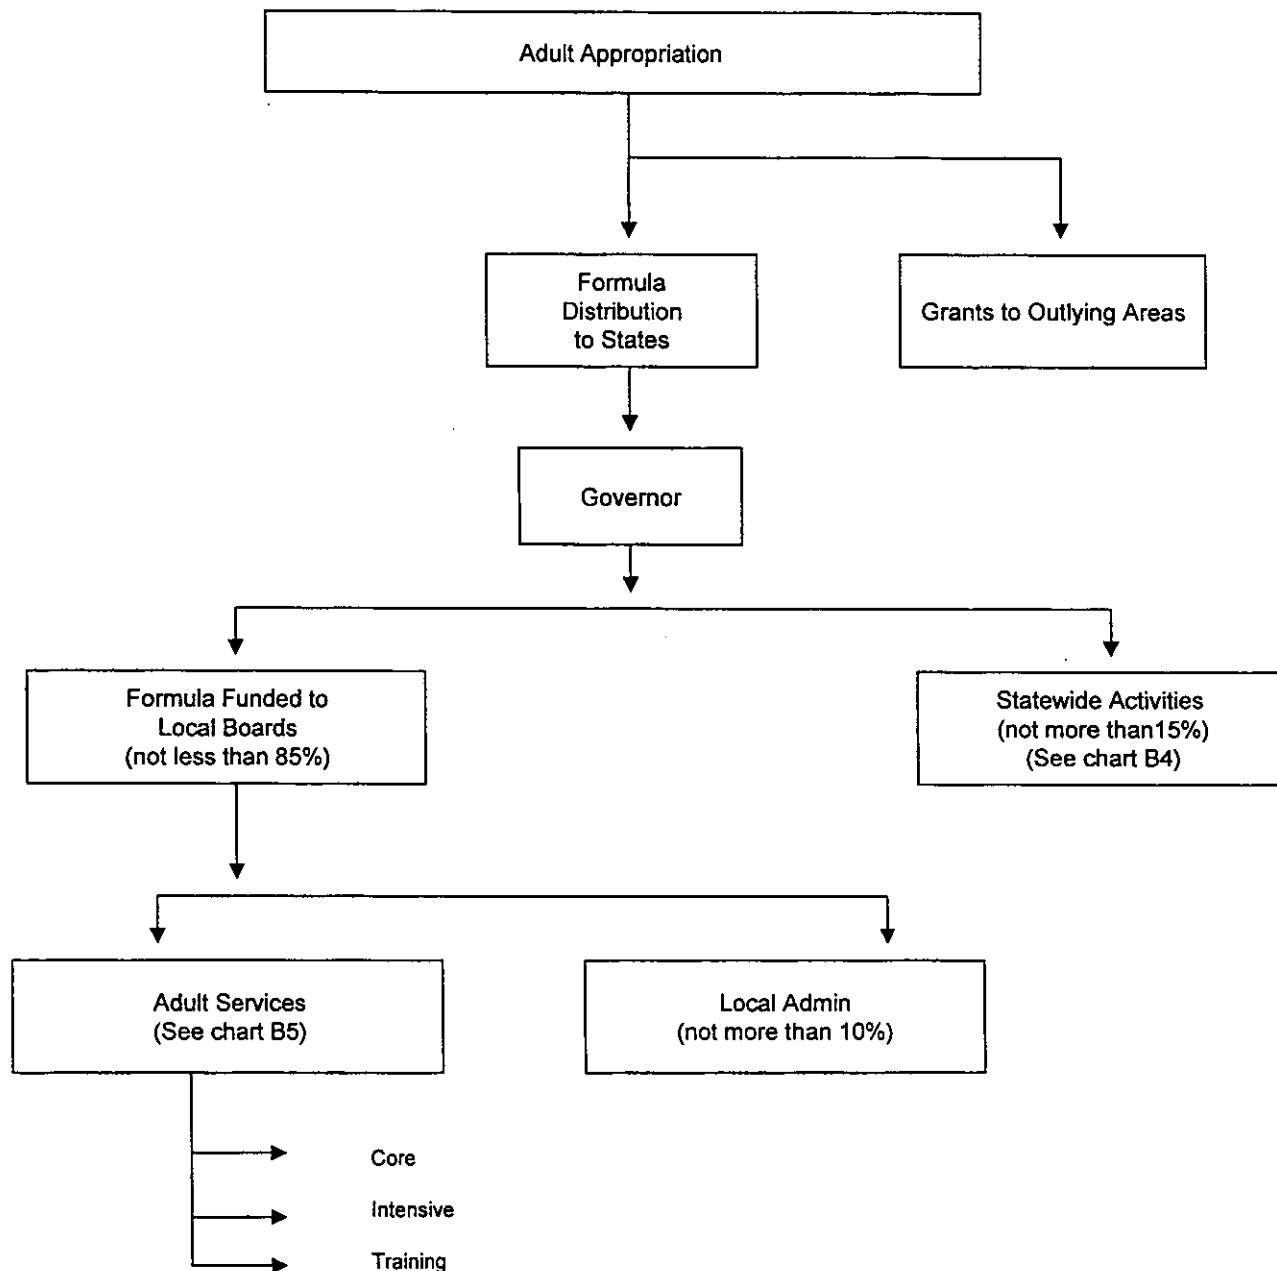 Adult Appropriation
Formula
Distribution
to States
Grants to Outlying Areas
Governor
Formula Funded to
Local Boards
(not less than 85%)
Statewide Activities
(not more than15%)
(See chart B4)
Adult Services
(See chart B5)
Local Admin
(not more than 10%)
Core
Intensive
Training